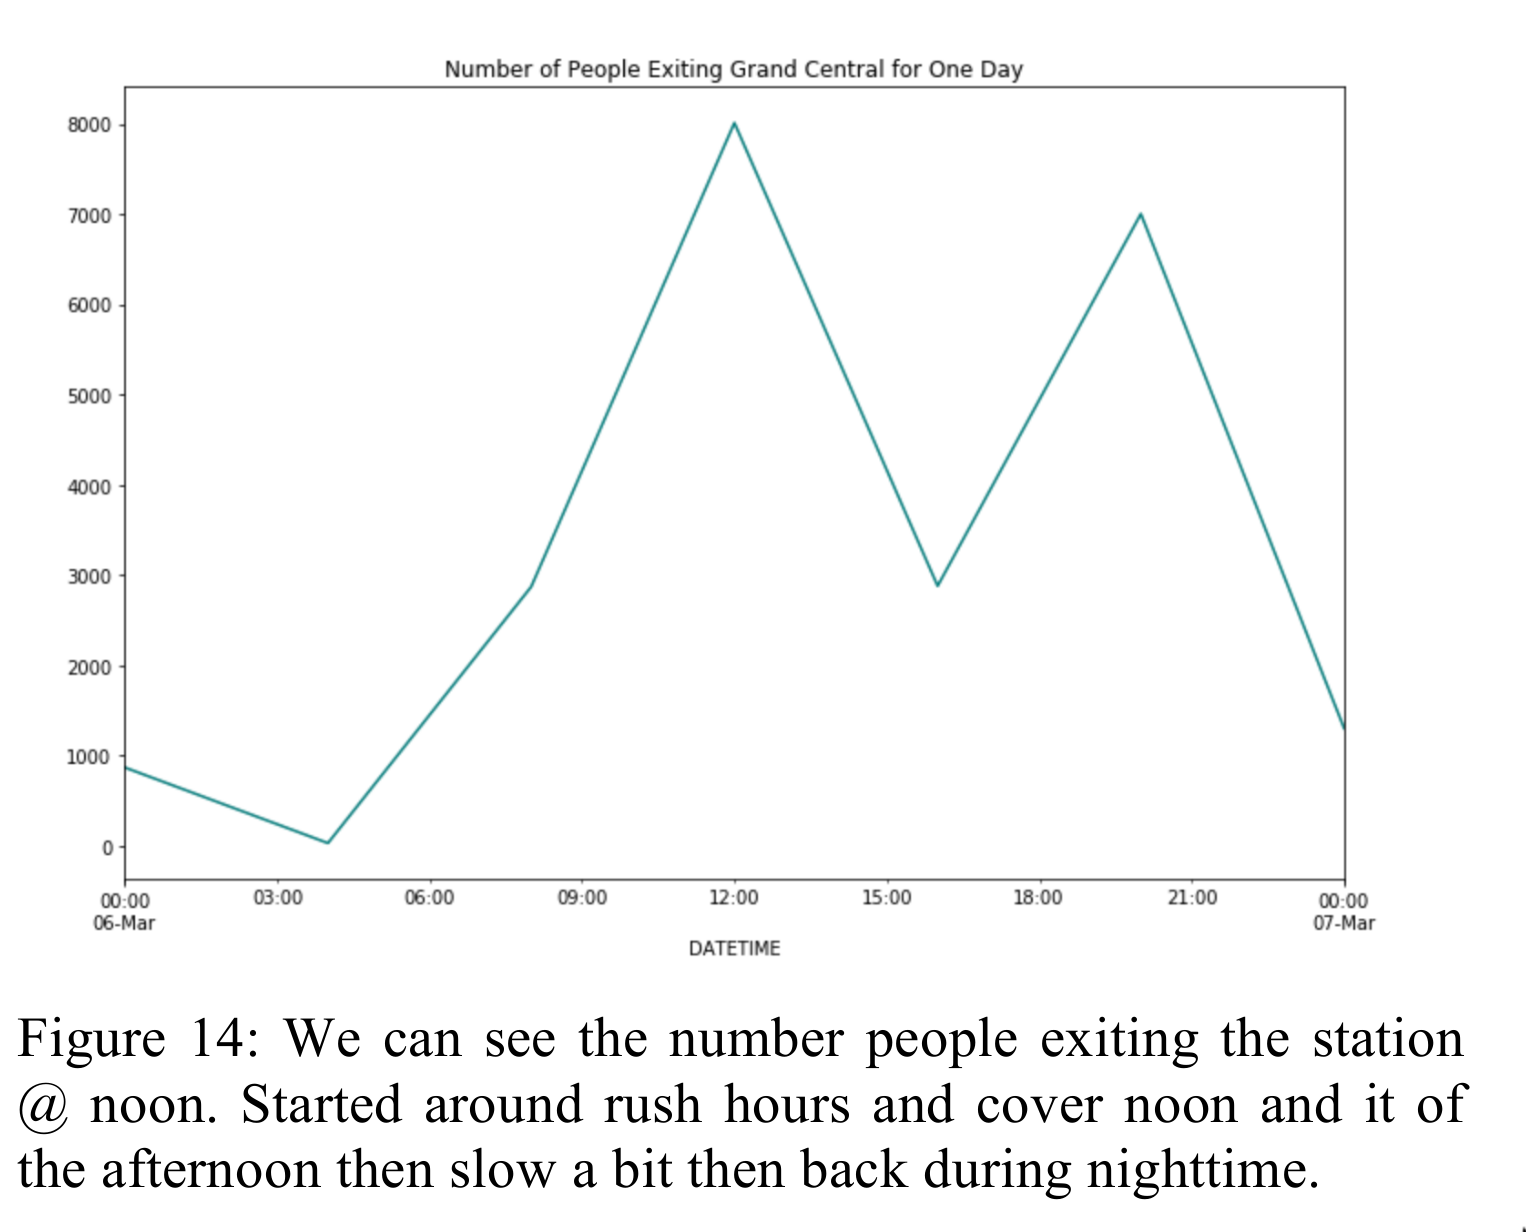 Number of People Exiting Grand Central for One Day
8000
7000
6000
5000
4000
3000
2000
1000
0
00:00 03:00 06:00 09:00 12:00 15:00 18:00 21:00 00:00
06-Mar 07-Mar
DATETIME
Figure 14: We can see the number people exiting the station
@ noon. Started around rush hours and cover noon and it of
the afternoon then slow a bit then back during nighttime.